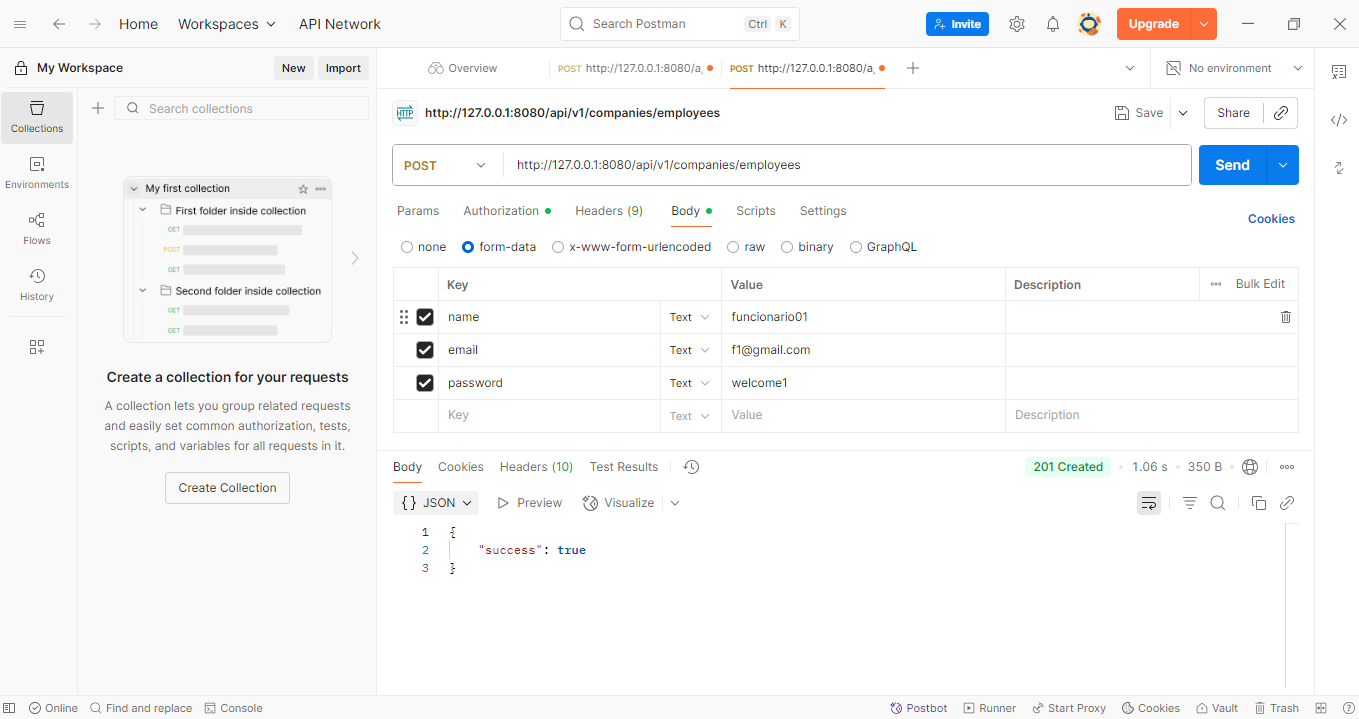 Home Workspaces API Network Search Postman Ctrl K Invite Upgrade
My Workspace New Import
Overview POST http://127.0.0.1:8080/a POST http://127.0.0.1:8080/a No environment
Collections
Search collections
Environments
Flows
History
My first collection
First folder inside collection
GET
POST
GET
Second folder inside collection
GET
GET
Create a collection for your requests
A collection lets you group related requests
and easily set common authorization, tests,
scripts, and variables for all requests in it.
Create Collection
HTTP http://127.0.0.1:8080/api/v1/companies/employees Save Share
POST http://127.0.0.1:8080/api/v1/companies/employees Send
Params Authorization Headers (9) Body Scripts Settings Cookies
none form-data x-www-form-urlencoded raw binary GraphQL
Key Value Description Bulk Edit
name Text funcionario01
email Text f1@gmail.com
password Text welcome1
Key Text Value Description
Body Cookies Headers (10) Test Results 201 Created 1.06 s 350 B
{} JSON Preview Visualize
1 {
2 "success": true
3 }
Online Find and replace Console Postbot Runner Start Proxy Cookies Vault Trash